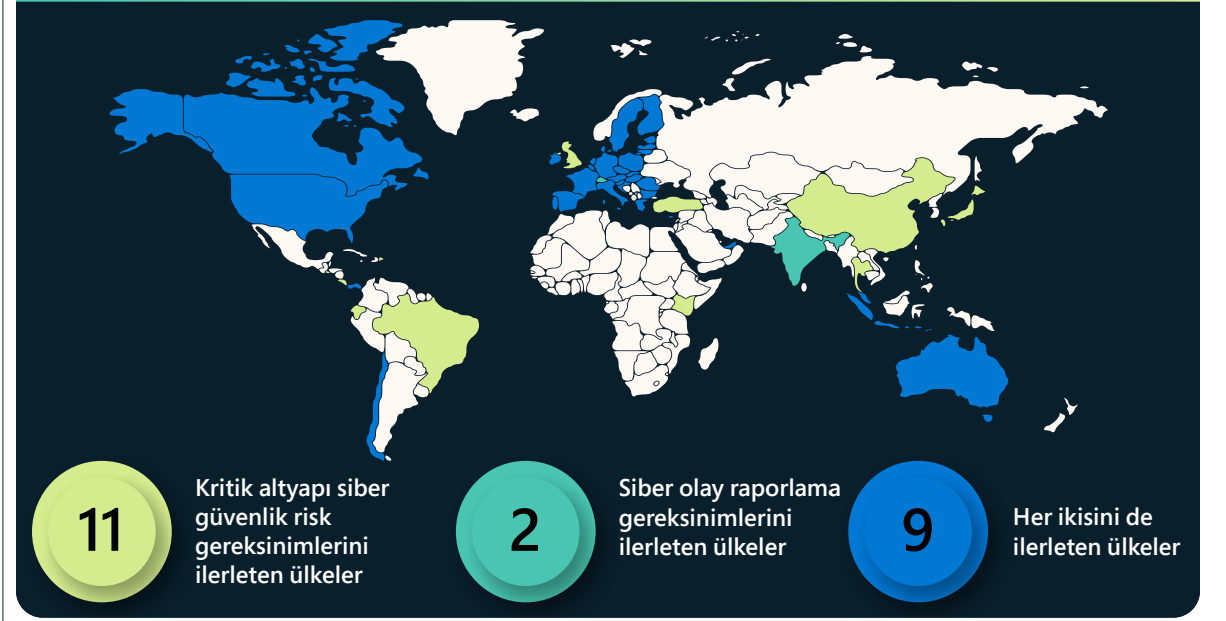 11
Kritik altyapı siber
güvenlik risk
gereksinimlerini
ilerleten ülkeler
2
Siber olay raporlama
gereksinimlerini
ilerleten ülkeler
9
Her ikisini de
ilerleten ülkeler